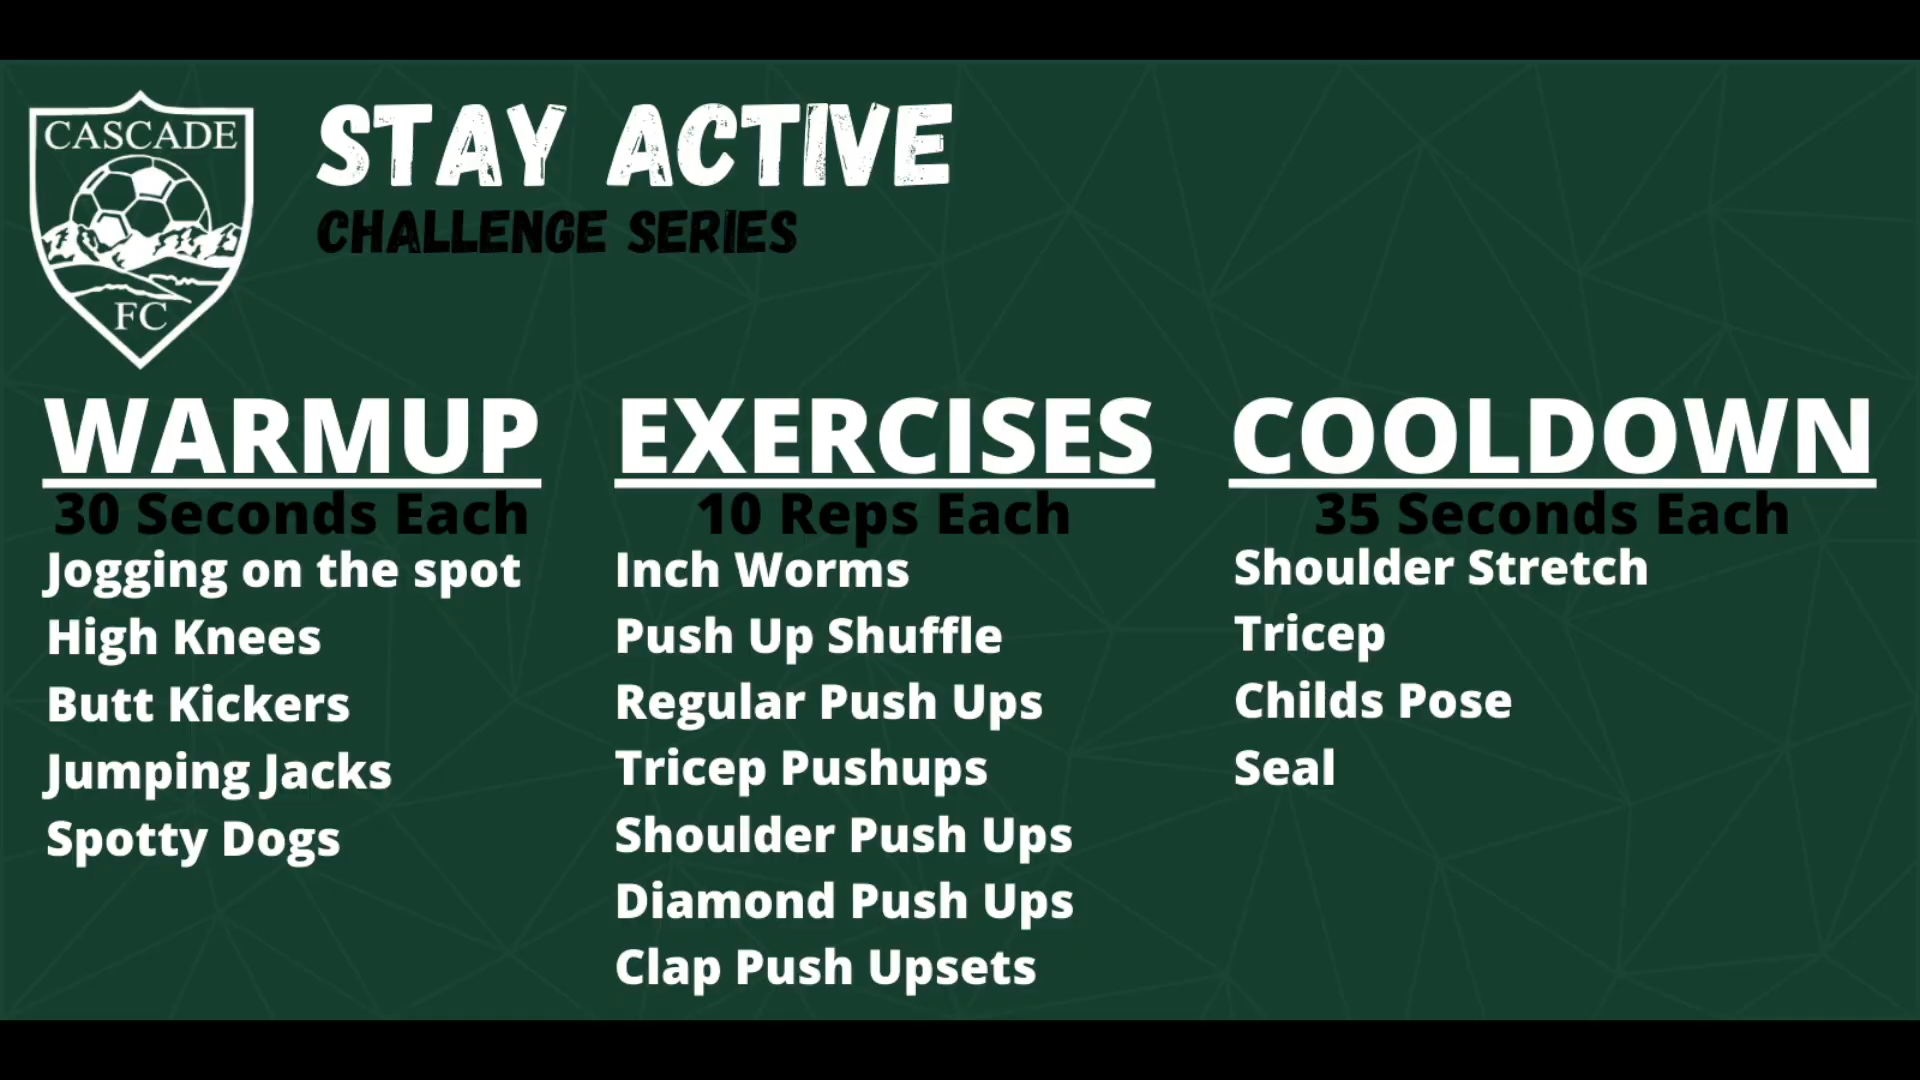 CASCADE
FC
STAY ACTIVE
CHALLENGE SERIES
WARMUP
30 Seconds Each
Jogging on the spot
High Knees
Butt Kickers
Jumping Jacks
Spotty Dogs
EXERCISES
10 Reps Each
Inch Worms
Push Up Shuffle
Regular Push Ups
Tricep Pushups
Shoulder Push Ups
Diamond Push Ups
Clap Push Upsets
COOLDOWN
35 Seconds Each
Shoulder Stretch
Tricep
Childs Pose
Seal